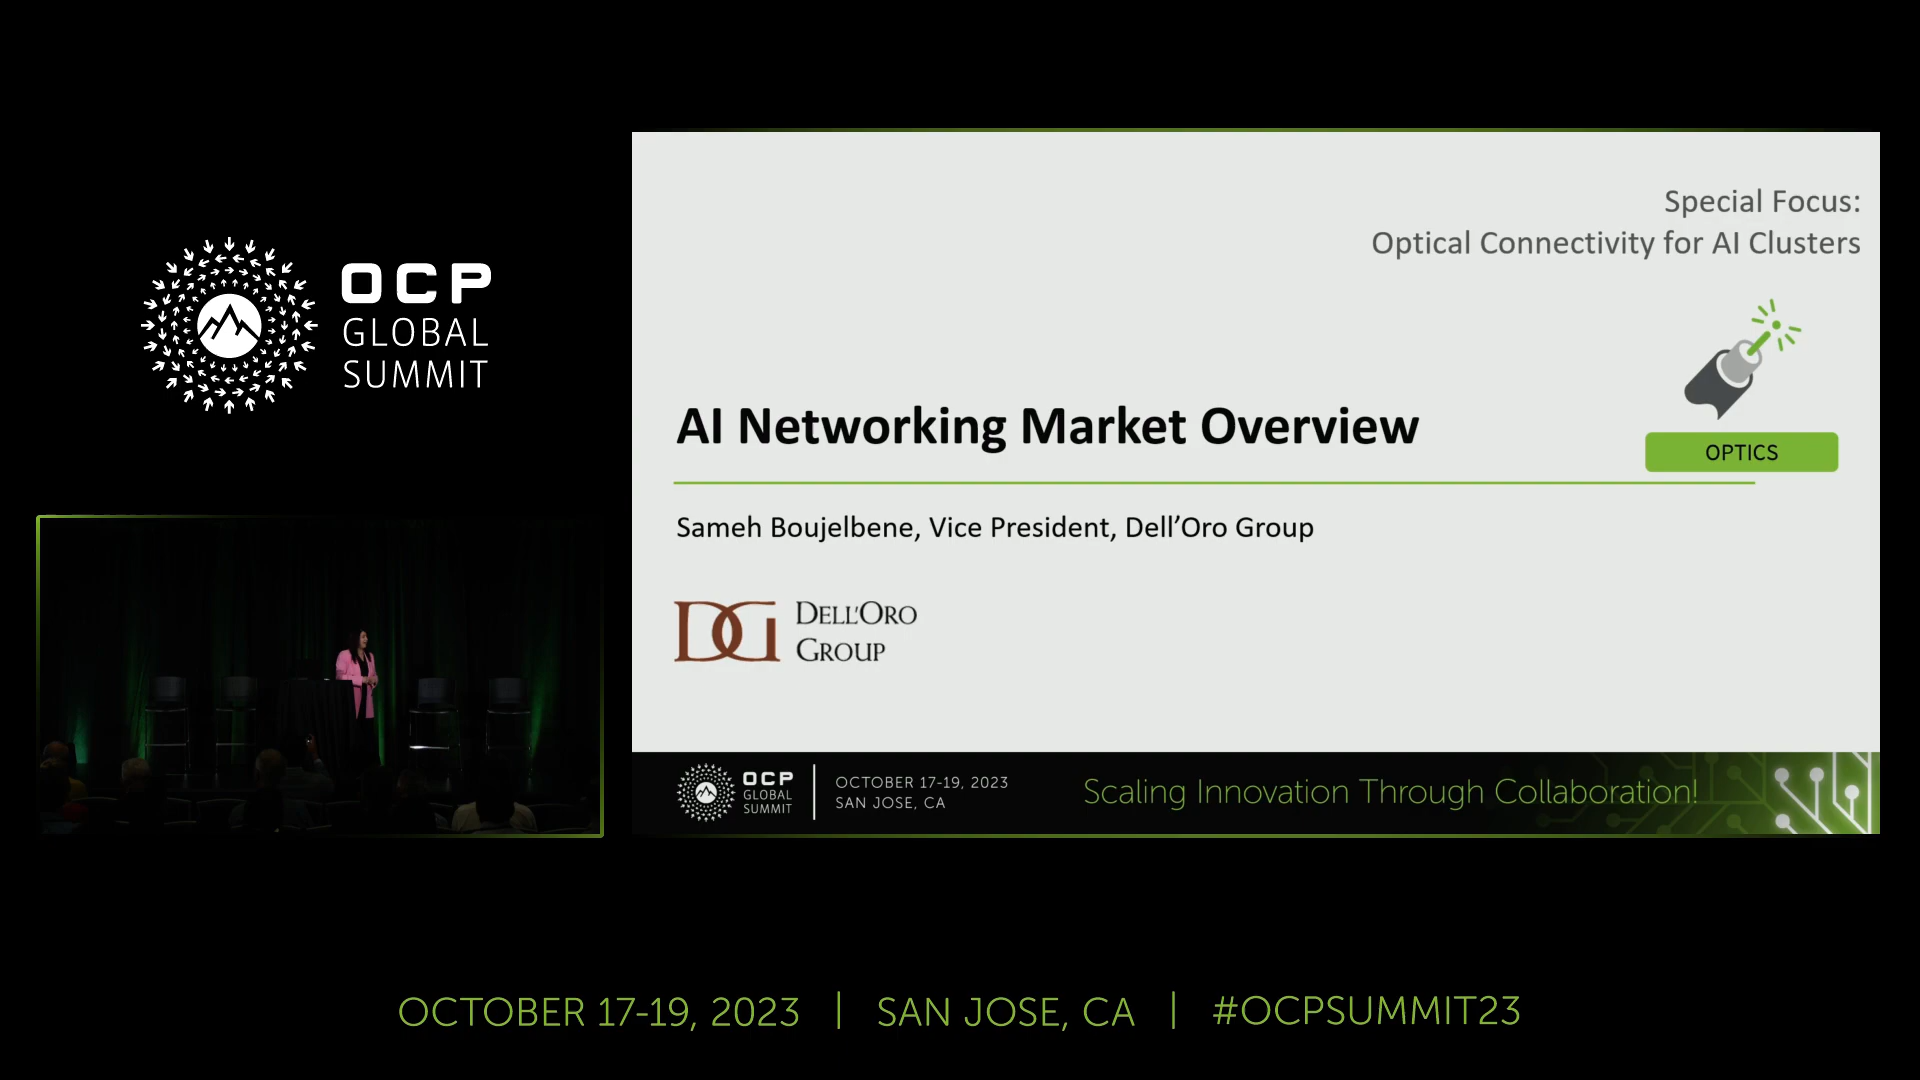 OCP
GLOBAL
SUMMIT
Special Focus:
Optical Connectivity for AI Clusters
OPTICS
AI Networking Market Overview
Sameh Boujelbene, Vice President, Dell’Oro Group
DG
DELL’ORO
GROUP
OCP
GLOBAL
SUMMIT
OCTOBER 17-19, 2023
SAN JOSE, CA
Scaling Innovation Through Collaboration!
OCTOBER 17-19, 2023 | SAN JOSE, CA | #OCPSUMMIT23